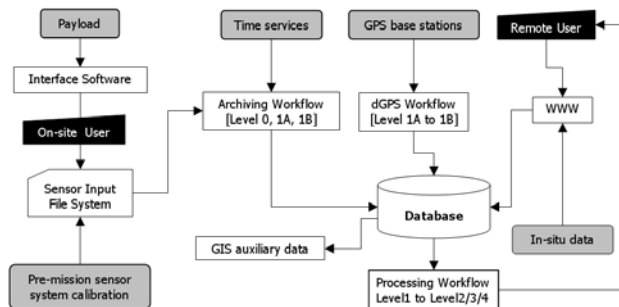 Payload
Time services
GPS base stations
Remote User
Interface Software
Archiving Workflow
[Level 0, 1A, 1B]
dGPS Workflow
[Level 1A to 1B]
WWW
On-site User
Sensor Input
File System
Database
GIS auxiliary data
In-situ data
Pre-mission sensor
system calibration
Processing Workflow
Level1 to Level2/3/4